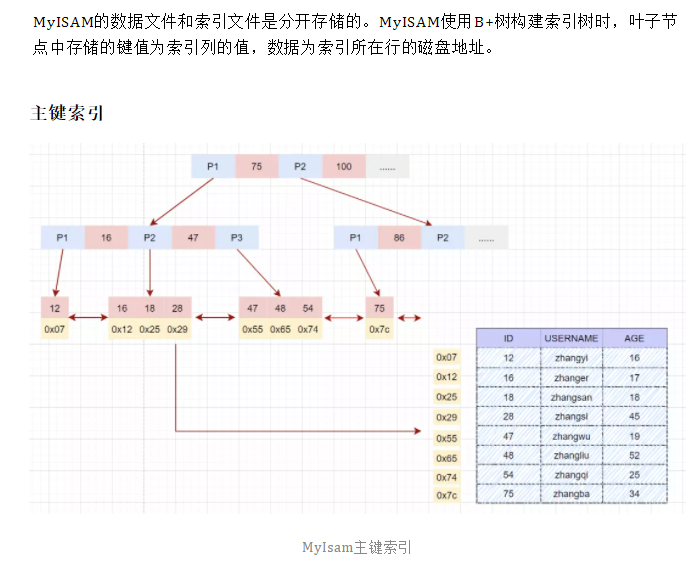 MyISAM的数据文件和索引文件是分开存储的。MyISAM使用B+树构建索引树时，叶子节
点中存储的键值为索引列的值，数据为索引所在行的磁盘地址。
主键索引
P1 75 P2 100 ......
P1 16 P2 47 P3 P1 86 P2 ......
12 16 18 28 47 48 54 75
0x07 0x12 0x25 0x29 0x55 0x65 0x74 0x7c
ID USERNAME AGE
0x07 12 zhangyi 16
0x12 16 zhanger 17
0x25 18 zhangsan 18
0x29 28 zhangsi 45
0x55 47 zhangwu 19
0x65 48 zhangliu 52
0x74 54 zhangqi 25
0x7c 75 zhangba 34
MyIsam主键索引